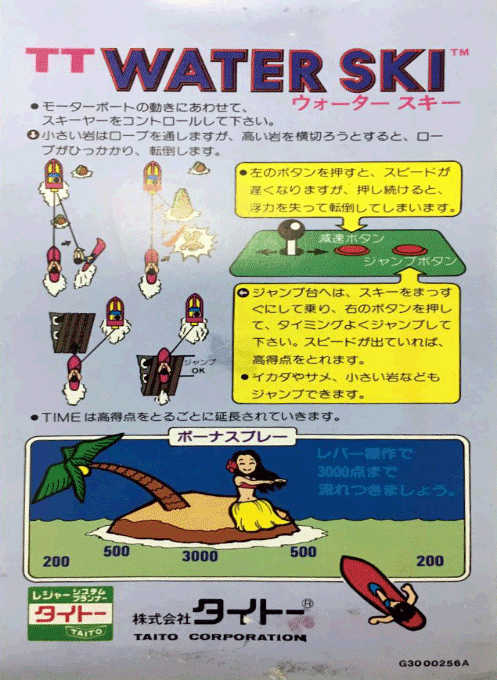 TT WATER SKI™
ウォーター スキー
●モーターボートの動きにあわせて、
スキーヤーをコントロールして下さい。
小さい岩はロープを通しますが、高い岩を横切ろうとすると、ロー
プがひっかかり、転倒します。
●左のボタンを押すと、スピードが
遅くなりますが、押し続けると、
浮力を失って転倒してしまいます。
減速ボタン
ジャンプボタン
ジャンプ台へは、スキーをまっす
ぐにして乗り、右のボタンを押し
て、タイミングよくジャンプして
下さい。スピードが出ていれば、
高得点をとれます。
●イカダやサメ、小さい岩なども
ジャンプできます。
ジャンプ
OK
●TIMEは高得点をとるごとに延長されていきます。
ボーナスプレー
レバー操作で
3000点まで
流れつきましょう。
200
500
3000
500
200
レジャーシステム
プランナー
タイトー
TAITO
株式会社タイトー®
TAITO CORPORATION
G3000256A